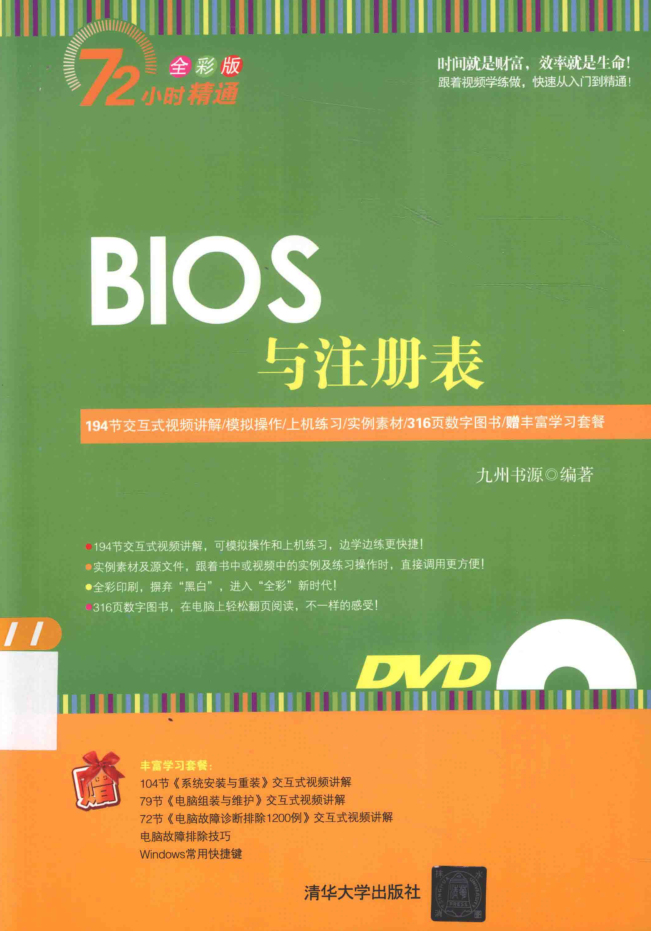 72小时精通
全彩版
时间就是财富，效率就是生命！
跟着视频学练做，快速从入门到精通！
BIOS
与注册表
194节交互式视频讲解/模拟操作/上机练习/实例素材/316页数字图书/赠丰富学习套餐
九州书源◎编著
●194节交互式视频讲解，可模拟操作和上机练习，边学边练更快捷！
●实例素材及源文件，跟着书中或视频中的实例及练习操作时，直接调用更方便！
●全彩印刷，摒弃“黑白”，进入“全彩”新时代！
●316页数字图书，在电脑上轻松翻页阅读，不一样的感受！
DVD
赠
丰富学习套餐：
104节《系统安装与重装》交互式视频讲解
79节《电脑组装与维护》交互式视频讲解
72节《电脑故障诊断排除1200例》交互式视频讲解
电脑故障排除技巧
Windows常用快捷键
清华大学出版社